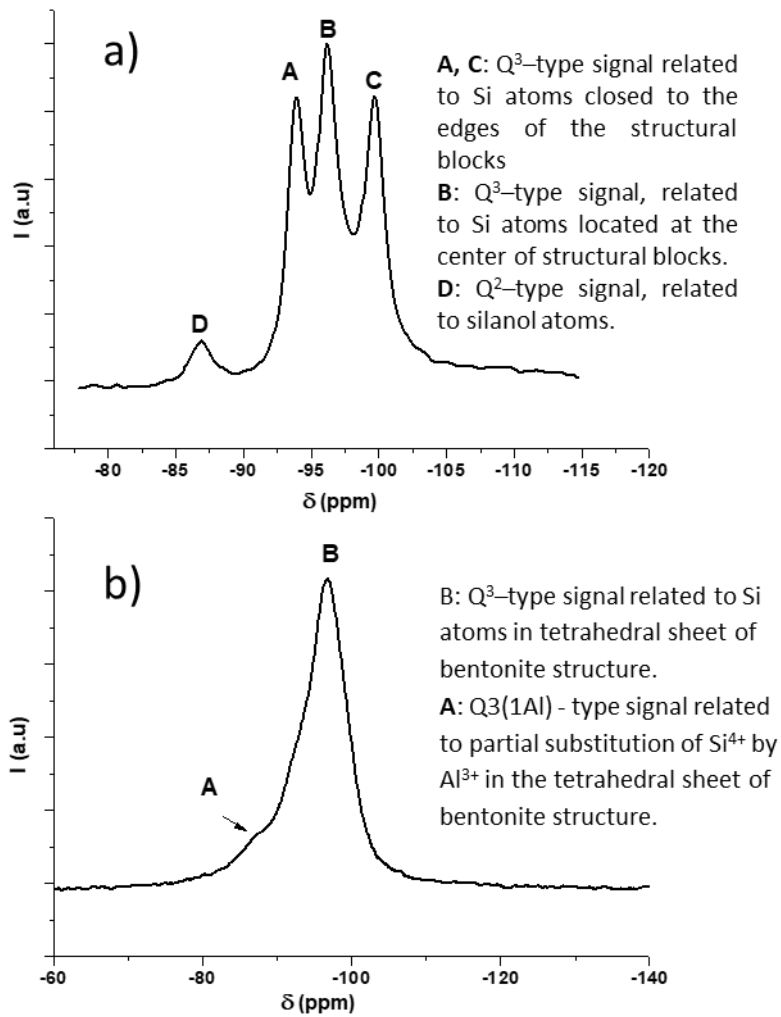 a)
A
B
C
D
I (a.u)
-80 -85 -90 -95 -100 -105 -110 -115 -120
δ (ppm)
A, C: Q³–type signal related
to Si atoms closed to the
edges of the structural
blocks
B: Q³–type signal, related
to Si atoms located at the
center of structural blocks.
D: Q²–type signal, related
to silanol atoms.
b)
B
A
I (a.u)
-60 -80 -100 -120 -140
δ (ppm)
B: Q³–type signal related to Si
atoms in tetrahedral sheet of
bentonite structure.
A: Q3(1Al) - type signal related
to partial substitution of Si⁴⁺ by
Al³⁺ in the tetrahedral sheet of
bentonite structure.